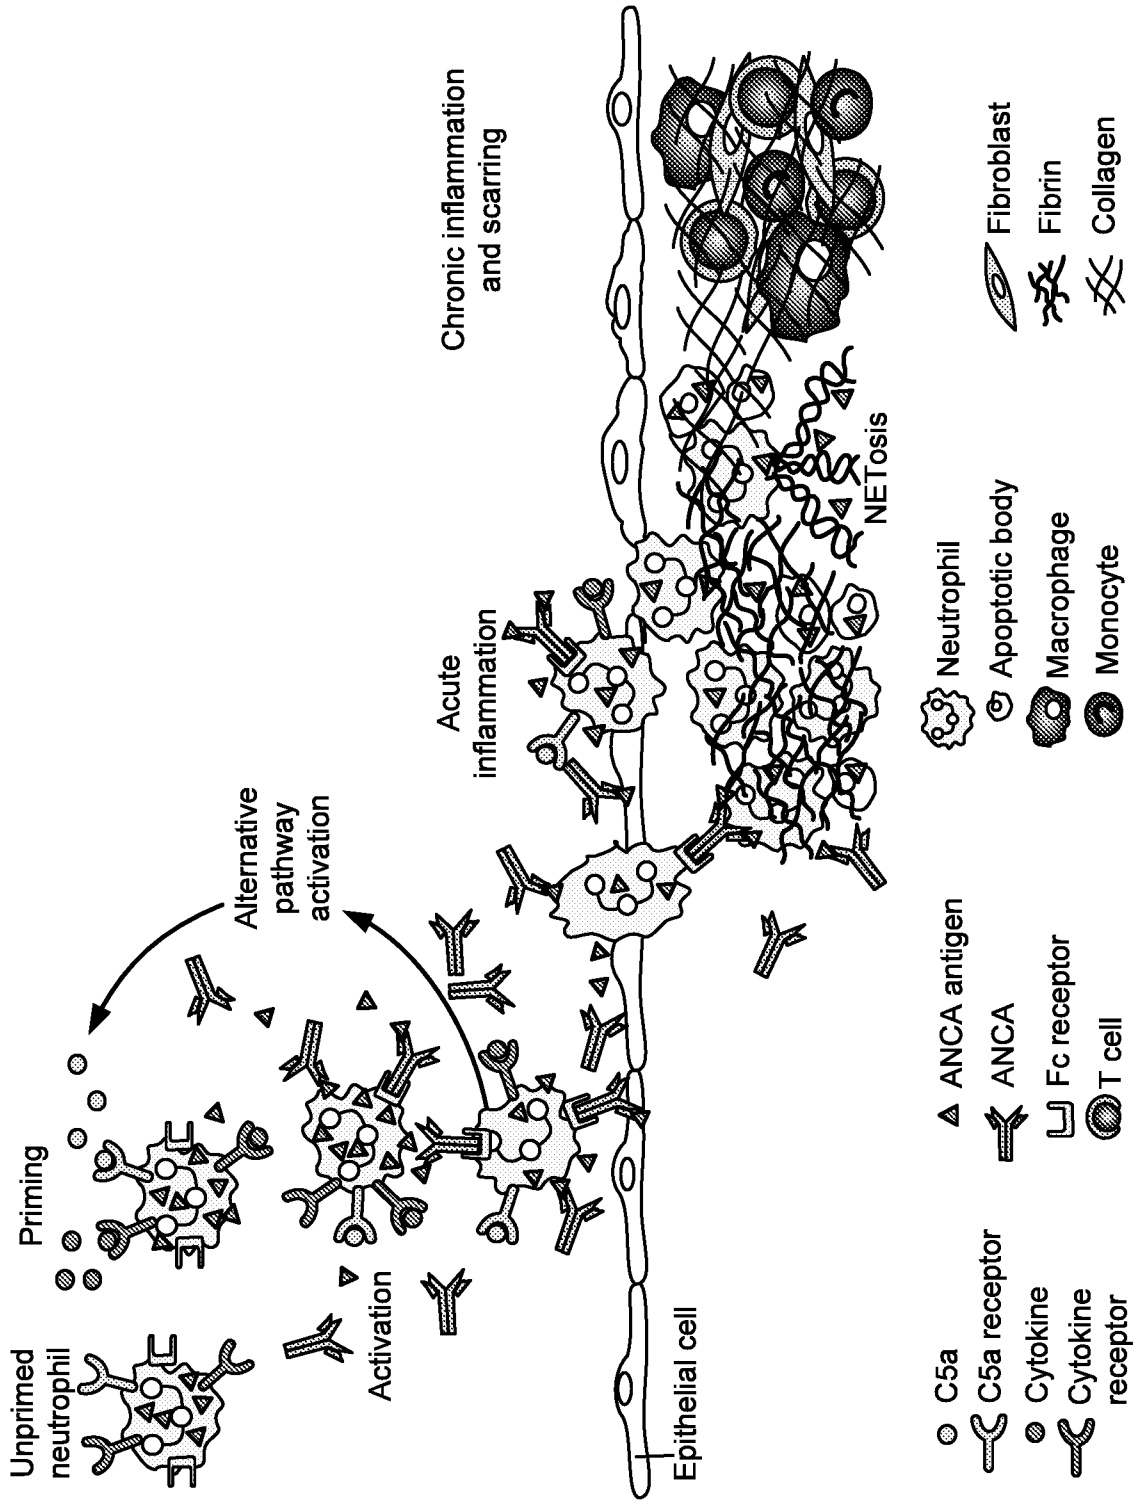 Unprimed
neutrophil
Priming
Alternative
pathway
activation
Activation
Acute
inflammation
Chronic inflammation
and scarring
Epithelial cell
NETosis
C5a
C5a receptor
Cytokine
Cytokine
receptor
ANCA antigen
ANCA
Fc receptor
T cell
Neutrophil
Apoptotic body
Macrophage
Monocyte
Fibroblast
Fibrin
Collagen